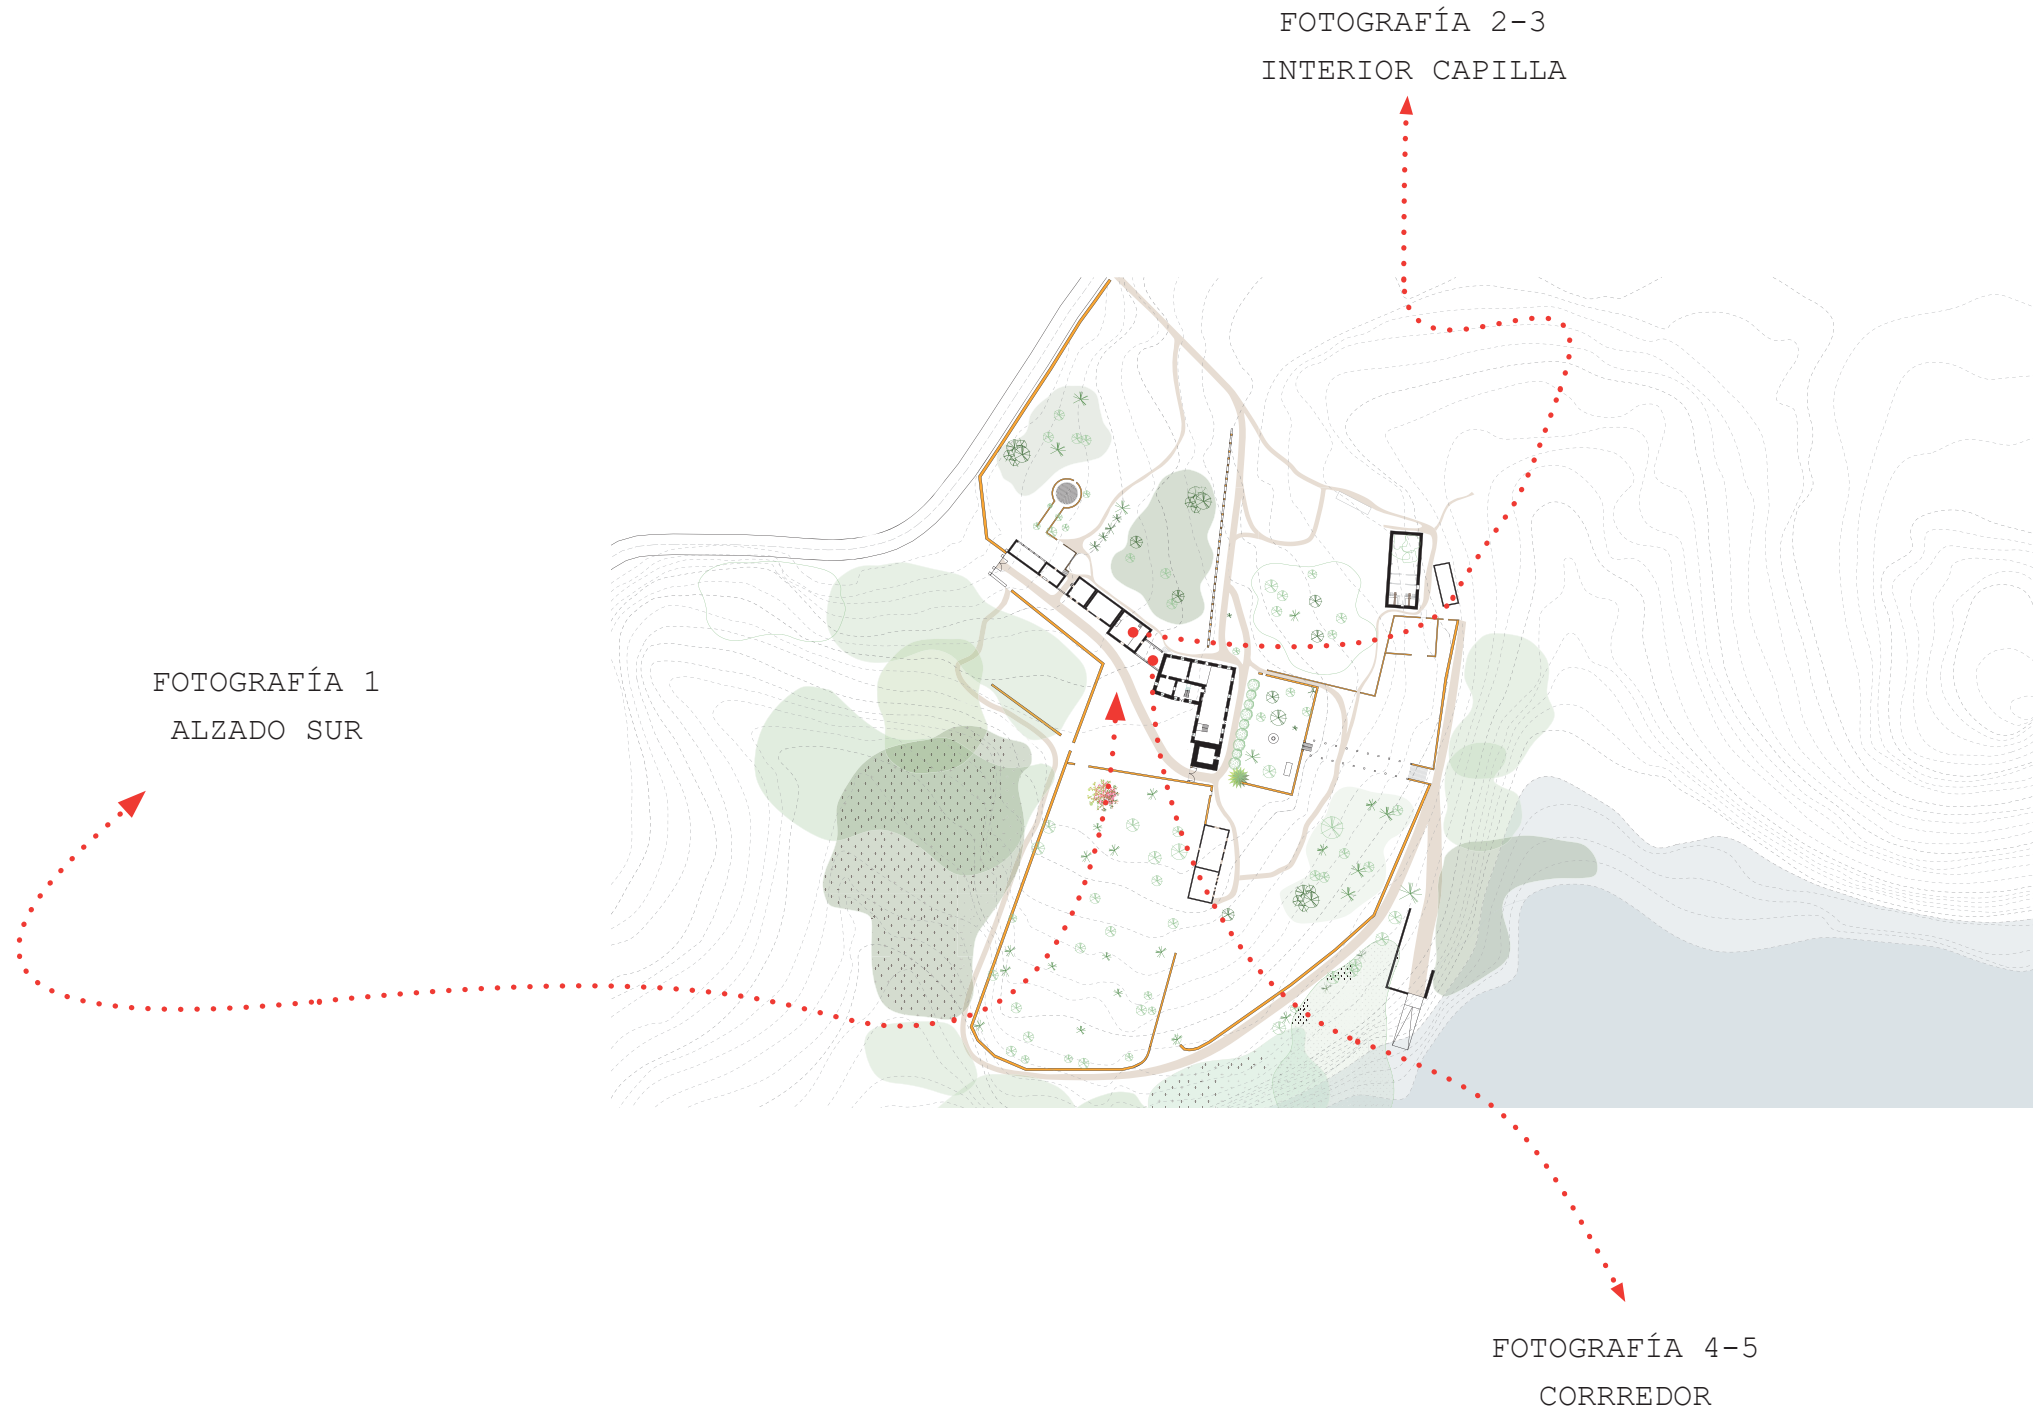 FOTOGRAFÍA 2-3
INTERIOR CAPILLA
FOTOGRAFÍA 1
ALZADO SUR
FOTOGRAFÍA 4-5
CORRREDOR